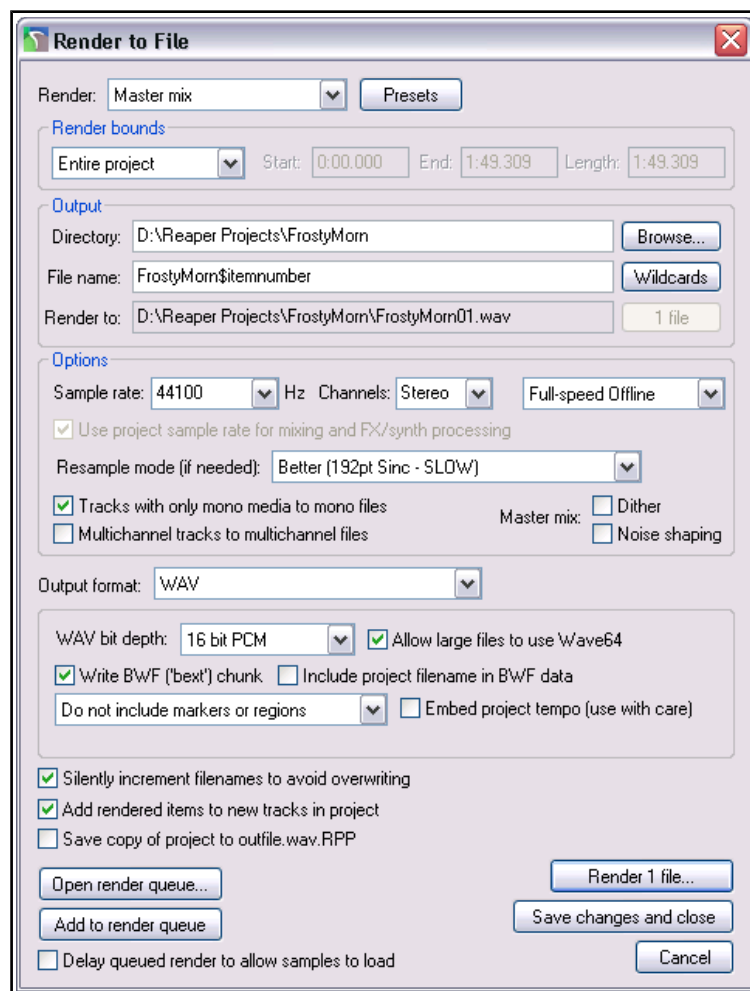 Render to File
Render: Master mix Presets
Render bounds
Entire project Start: 0:00.000 End: 1:49.309 Length: 1:49.309
Output
Directory: D:\Reaper Projects\FrostyMorn Browse...
File name: FrostyMorn$itemnumber Wildcards
Render to: D:\Reaper Projects\FrostyMorn\FrostyMorn01.wav 1 file
Options
Sample rate: 44100 Hz Channels: Stereo Full-speed Offline
Use project sample rate for mixing and FX/synth processing
Resample mode (if needed): Better (192pt Sinc - SLOW)
Tracks with only mono media to mono files
Master mix: Dither
Multichannel tracks to multichannel files Noise shaping
Output format: WAV
WAV bit depth: 16 bit PCM Allow large files to use Wave64
Write BWF ('bext') chunk Include project filename in BWF data
Do not include markers or regions Embed project tempo (use with care)
Silently increment filenames to avoid overwriting
Add rendered items to new tracks in project
Save copy of project to outfile.wav.RPP
Open render queue... Render 1 file...
Add to render queue Save changes and close
Delay queued render to allow samples to load Cancel